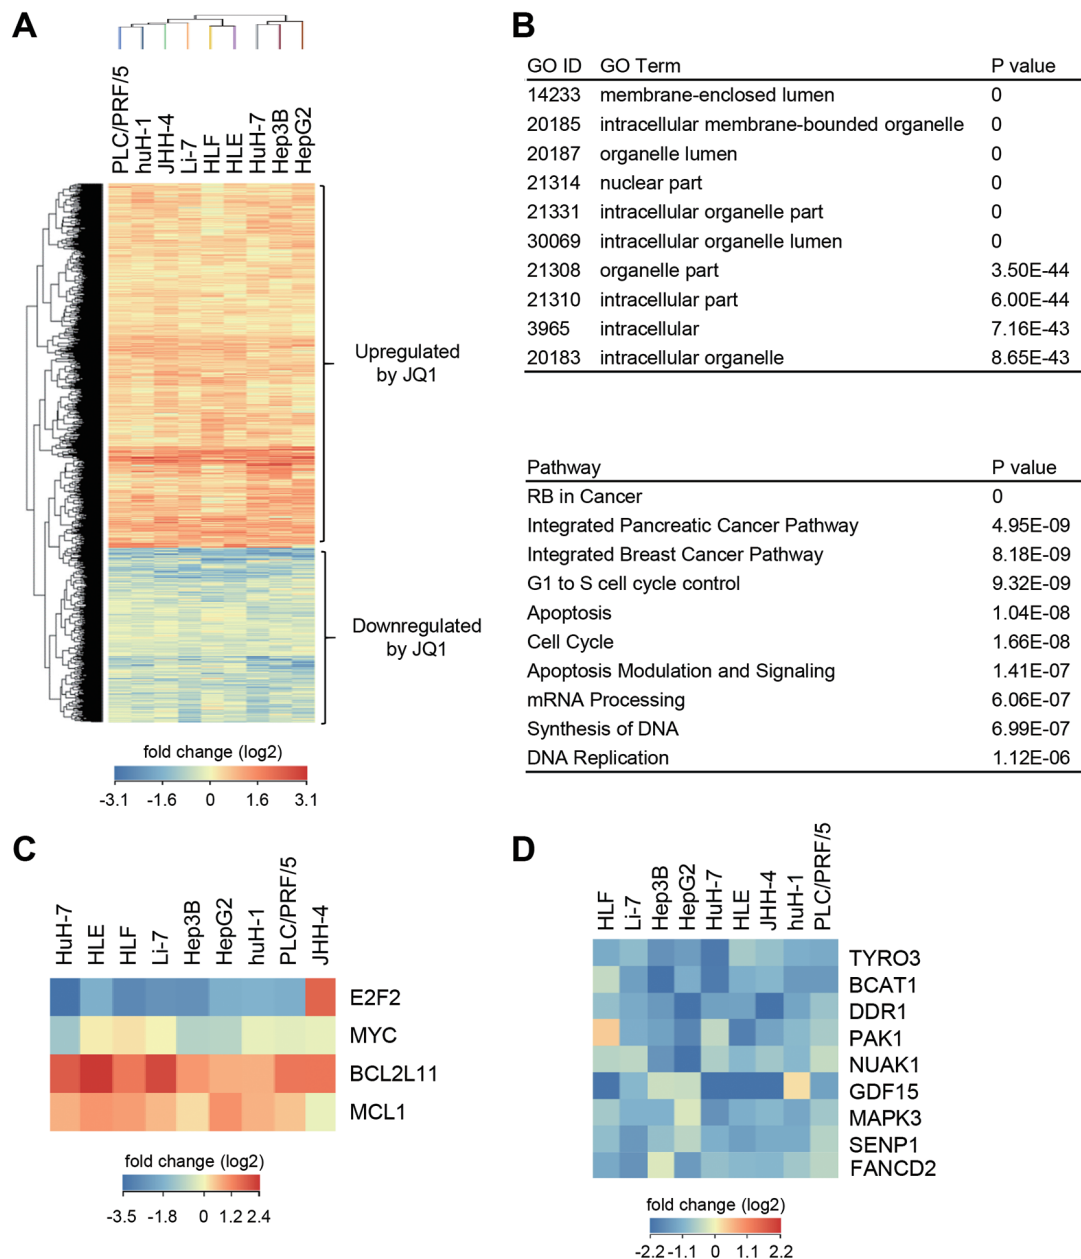 A
PLC/PRF/5
huH-1
JHH-4
Li-7
HLF
HLE
HuH-7
Hep3B
HepG2
Upregulated
by JQ1
Downregulated
by JQ1
fold change (log2)
-3.1 -1.6 0 1.6 3.1
B
GO ID GO Term P value
14233 membrane-enclosed lumen 0
20185 intracellular membrane-bounded organelle 0
20187 organelle lumen 0
21314 nuclear part 0
21331 intracellular organelle part 0
30069 intracellular organelle lumen 0
21308 organelle part 3.50E-44
21310 intracellular part 6.00E-44
3965 intracellular 7.16E-43
20183 intracellular organelle 8.65E-43
Pathway P value
RB in Cancer 0
Integrated Pancreatic Cancer Pathway 4.95E-09
Integrated Breast Cancer Pathway 8.18E-09
G1 to S cell cycle control 9.32E-09
Apoptosis 1.04E-08
Cell Cycle 1.66E-08
Apoptosis Modulation and Signaling 1.41E-07
mRNA Processing 6.06E-07
Synthesis of DNA 6.99E-07
DNA Replication 1.12E-06
C
HuH-7
HLE
HLF
Li-7
Hep3B
HepG2
huH-1
PLC/PRF/5
JHH-4
E2F2
MYC
BCL2L11
MCL1
fold change (log2)
-3.5 -1.8 0 1.2 2.4
D
HLF
Li-7
Hep3B
HepG2
HuH-7
HLE
JHH-4
huH-1
PLC/PRF/5
TYRO3
BCAT1
DDR1
PAK1
NUAK1
GDF15
MAPK3
SENP1
FANCD2
fold change (log2)
-2.2 -1.1 0 1.1 2.2